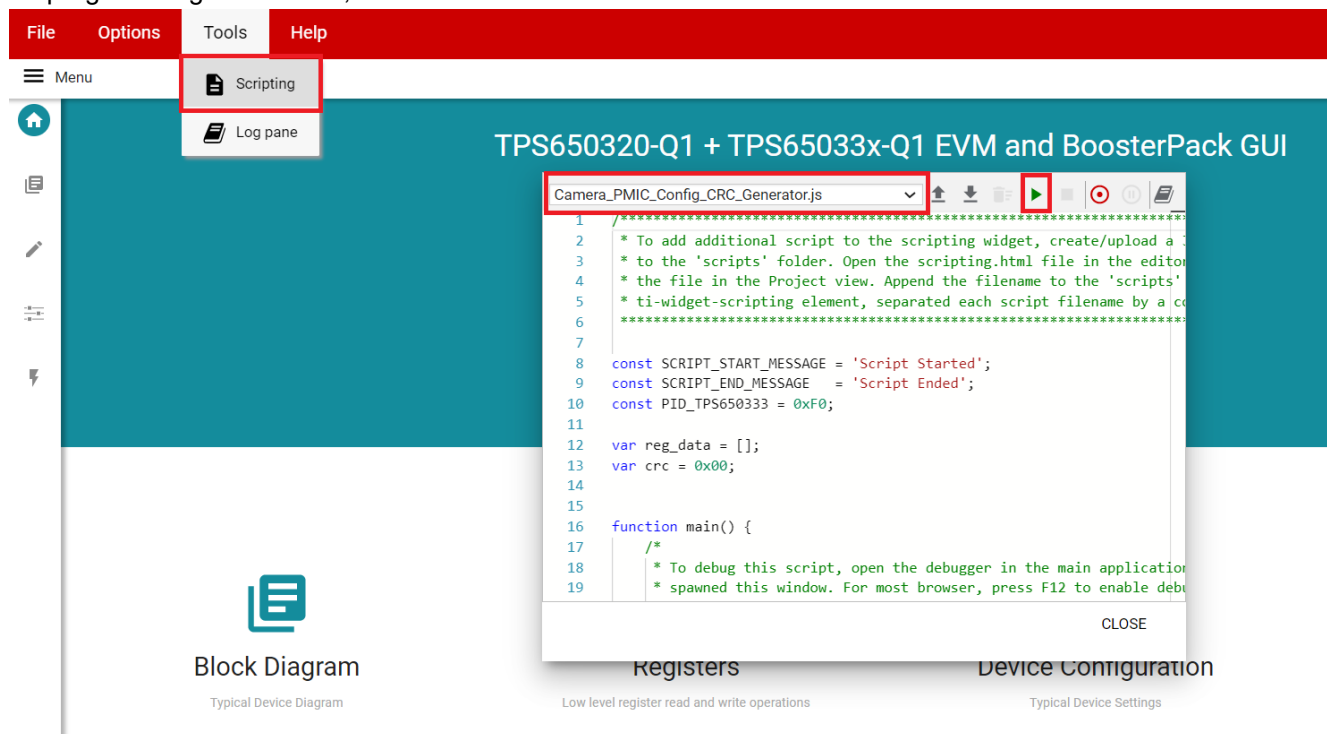 File Options Tools Help
Menu
Scripting
Log pane
TPS650320-Q1 + TPS65033x-Q1 EVM and BoosterPack GUI
Camera_PMIC_Config_CRC_Generator.js
1 /********************************************************************
2 * To add additional script to the scripting widget, create/upload a
3 * to the 'scripts' folder. Open the scripting.html file in the editor
4 * the file in the Project view. Append the filename to the 'scripts'
5 * ti-widget-scripting element, separated each script filename by a
6 ********************************************************************
7
8 const SCRIPT_START_MESSAGE = 'Script Started';
9 const SCRIPT_END_MESSAGE   = 'Script Ended';
10 const PID_TPS650333 = 0xF0;
11
12 var reg_data = [];
13 var crc = 0x00;
14
15
16 function main() {
17 /*
18 * To debug this script, open the debugger in the main application
19 * spawned this window. For most browser, press F12 to enable
CLOSE
Block Diagram
Registers
Device Configuration
Typical Device Diagram
Low level register read and write operations
Typical Device Settings